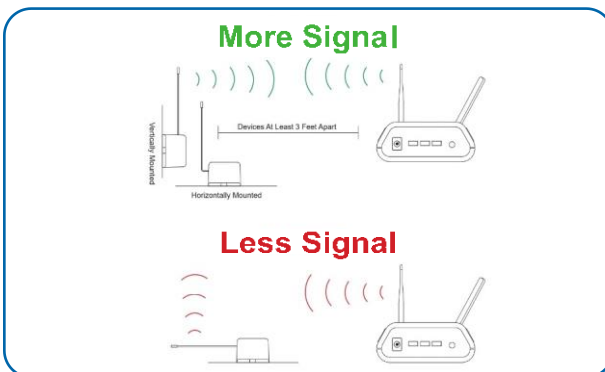 More Signal
Devices At Least 3 Feet Apart
Vertically Mounted
Horizontally Mounted
Less Signal